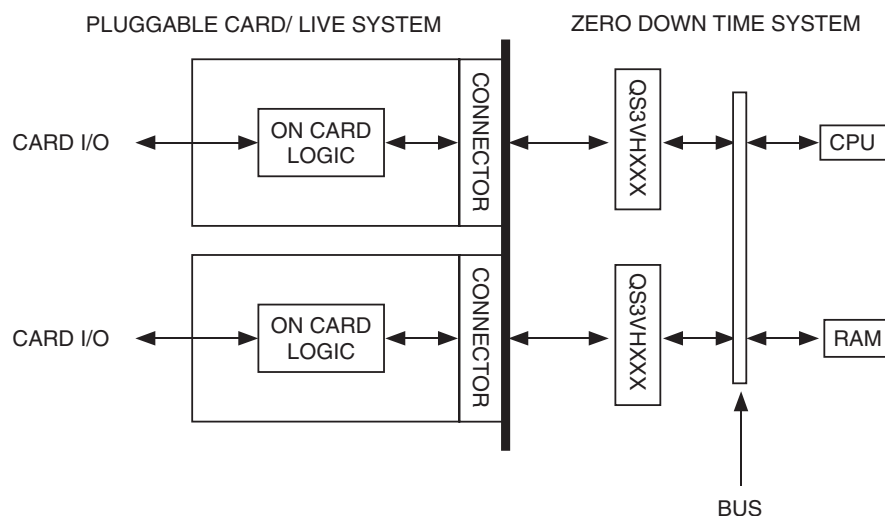 PLUGGABLE CARD/ LIVE SYSTEM
ZERO DOWN TIME SYSTEM
CARD I/O
ON CARD
LOGIC
CONNECTOR
QS3VHXXX
CPU
CARD I/O
ON CARD
LOGIC
CONNECTOR
QS3VHXXX
RAM
BUS